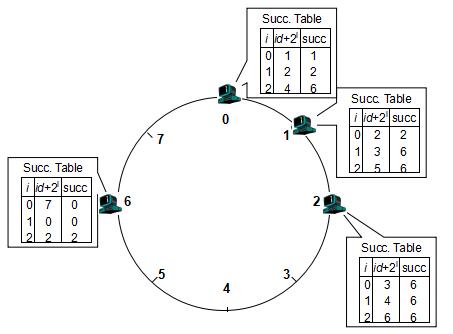 Succ. Table
i id+2^i succ
0 1 1
1 2 2
2 4 6
Succ. Table
i id+2^i succ
0 2 2
1 3 6
2 5 6
0
1
7
Succ. Table
i id+2^i succ
0 7 0
1 0 0
2 2 2
6
2
Succ. Table
i id+2^i succ
0 3 6
1 4 6
2 6 6
5
3
4